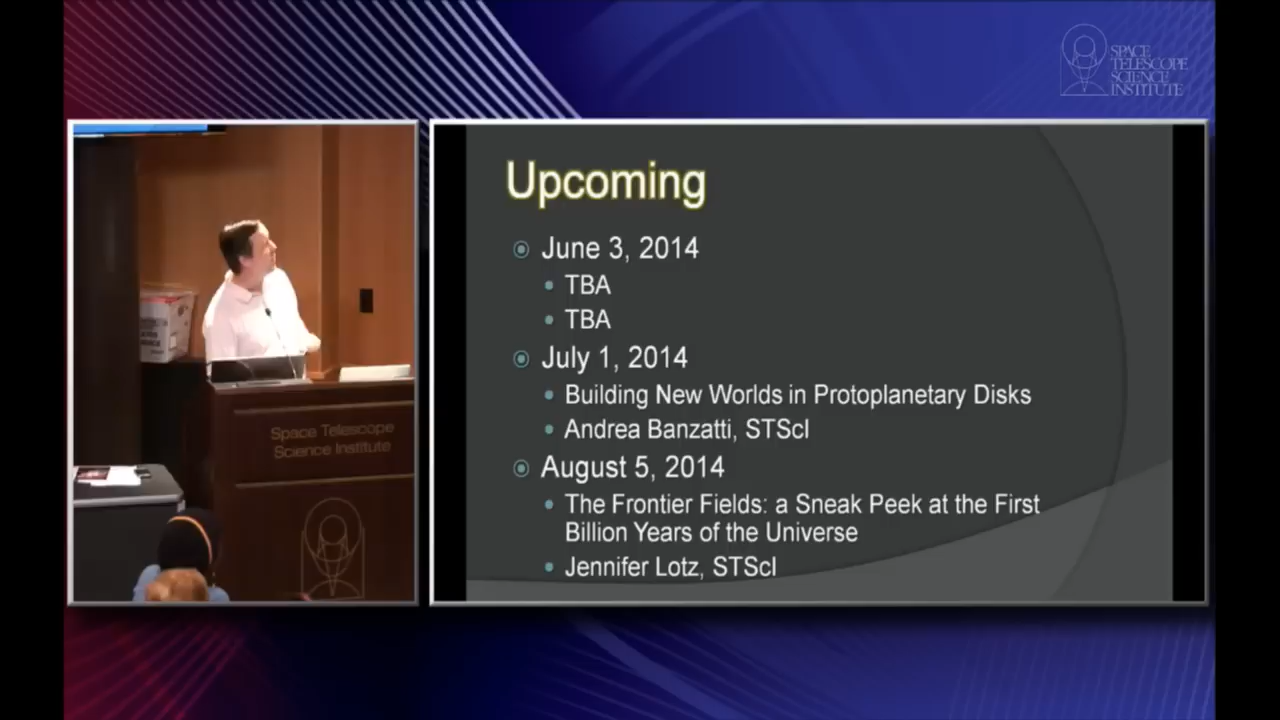 SPACE
TELESCOPE
SCIENCE
INSTITUTE
Upcoming
June 3, 2014
TBA
TBA
July 1, 2014
Building New Worlds in Protoplanetary Disks
Andrea Banzatti, STScI
August 5, 2014
The Frontier Fields: a Sneak Peek at the First
Billion Years of the Universe
Jennifer Lotz, STScI
Space Telescope
Science Institute